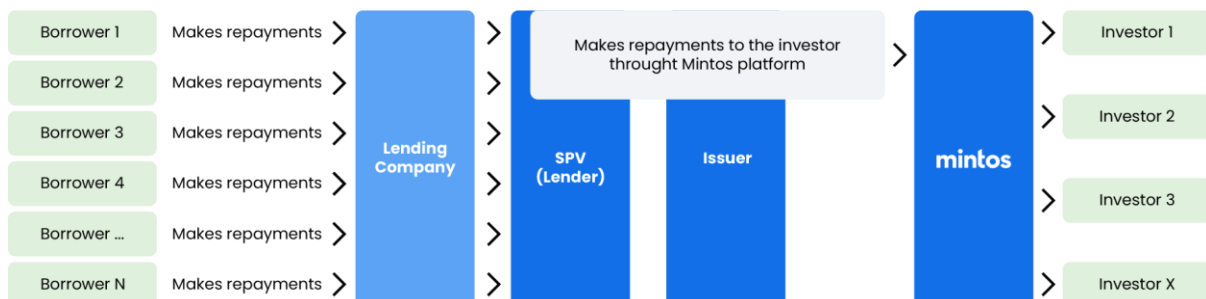 Borrower 1 Makes repayments
Makes repayments to the investor
throught Mintos platform
Investor 1
Borrower 2 Makes repayments
Investor 2
Borrower 3 Makes repayments
Lending
Company
SPV
(Lender)
Issuer
mintos
Borrower 4 Makes repayments
Investor 3
Borrower ... Makes repayments
Borrower N Makes repayments
Investor X